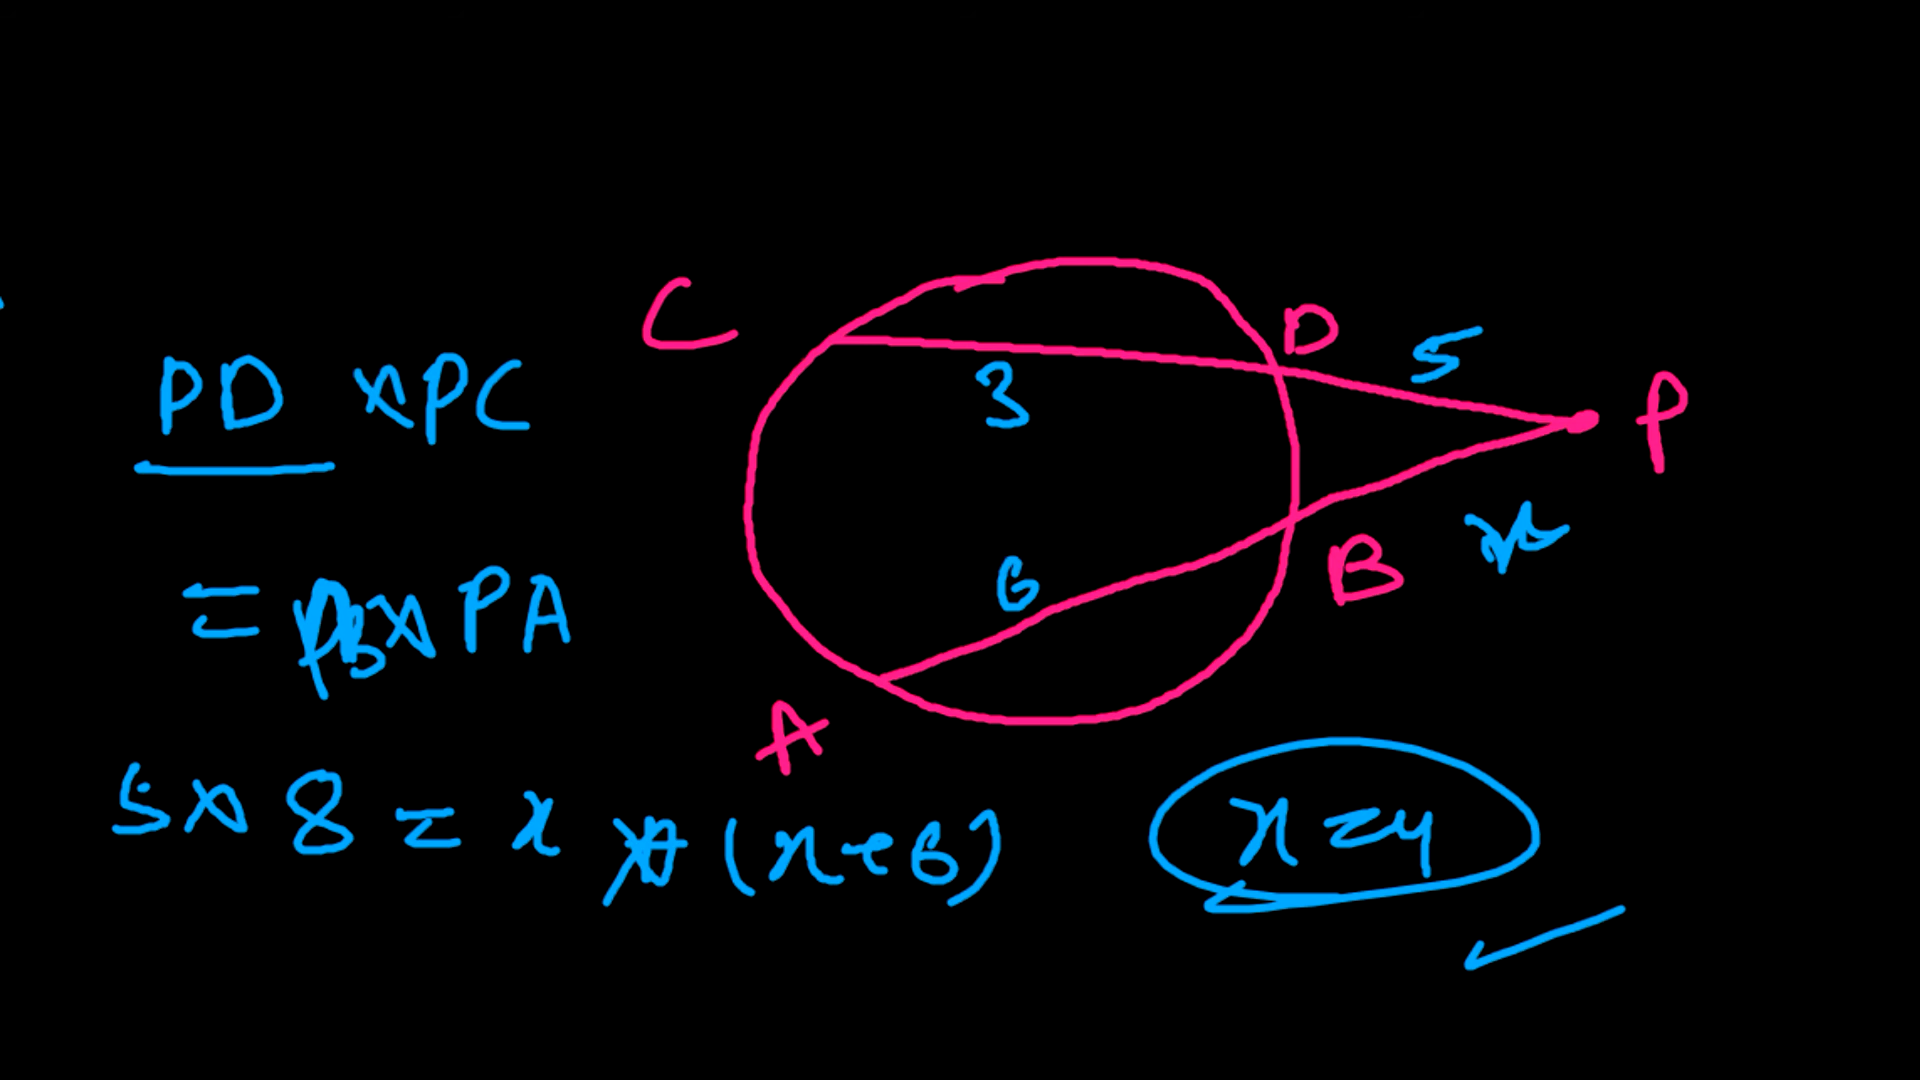 C
D
5
P
PD × PC
3
x
= PB × PA
6
B
A
5 × 8 = x × (x + 6)
x = 4